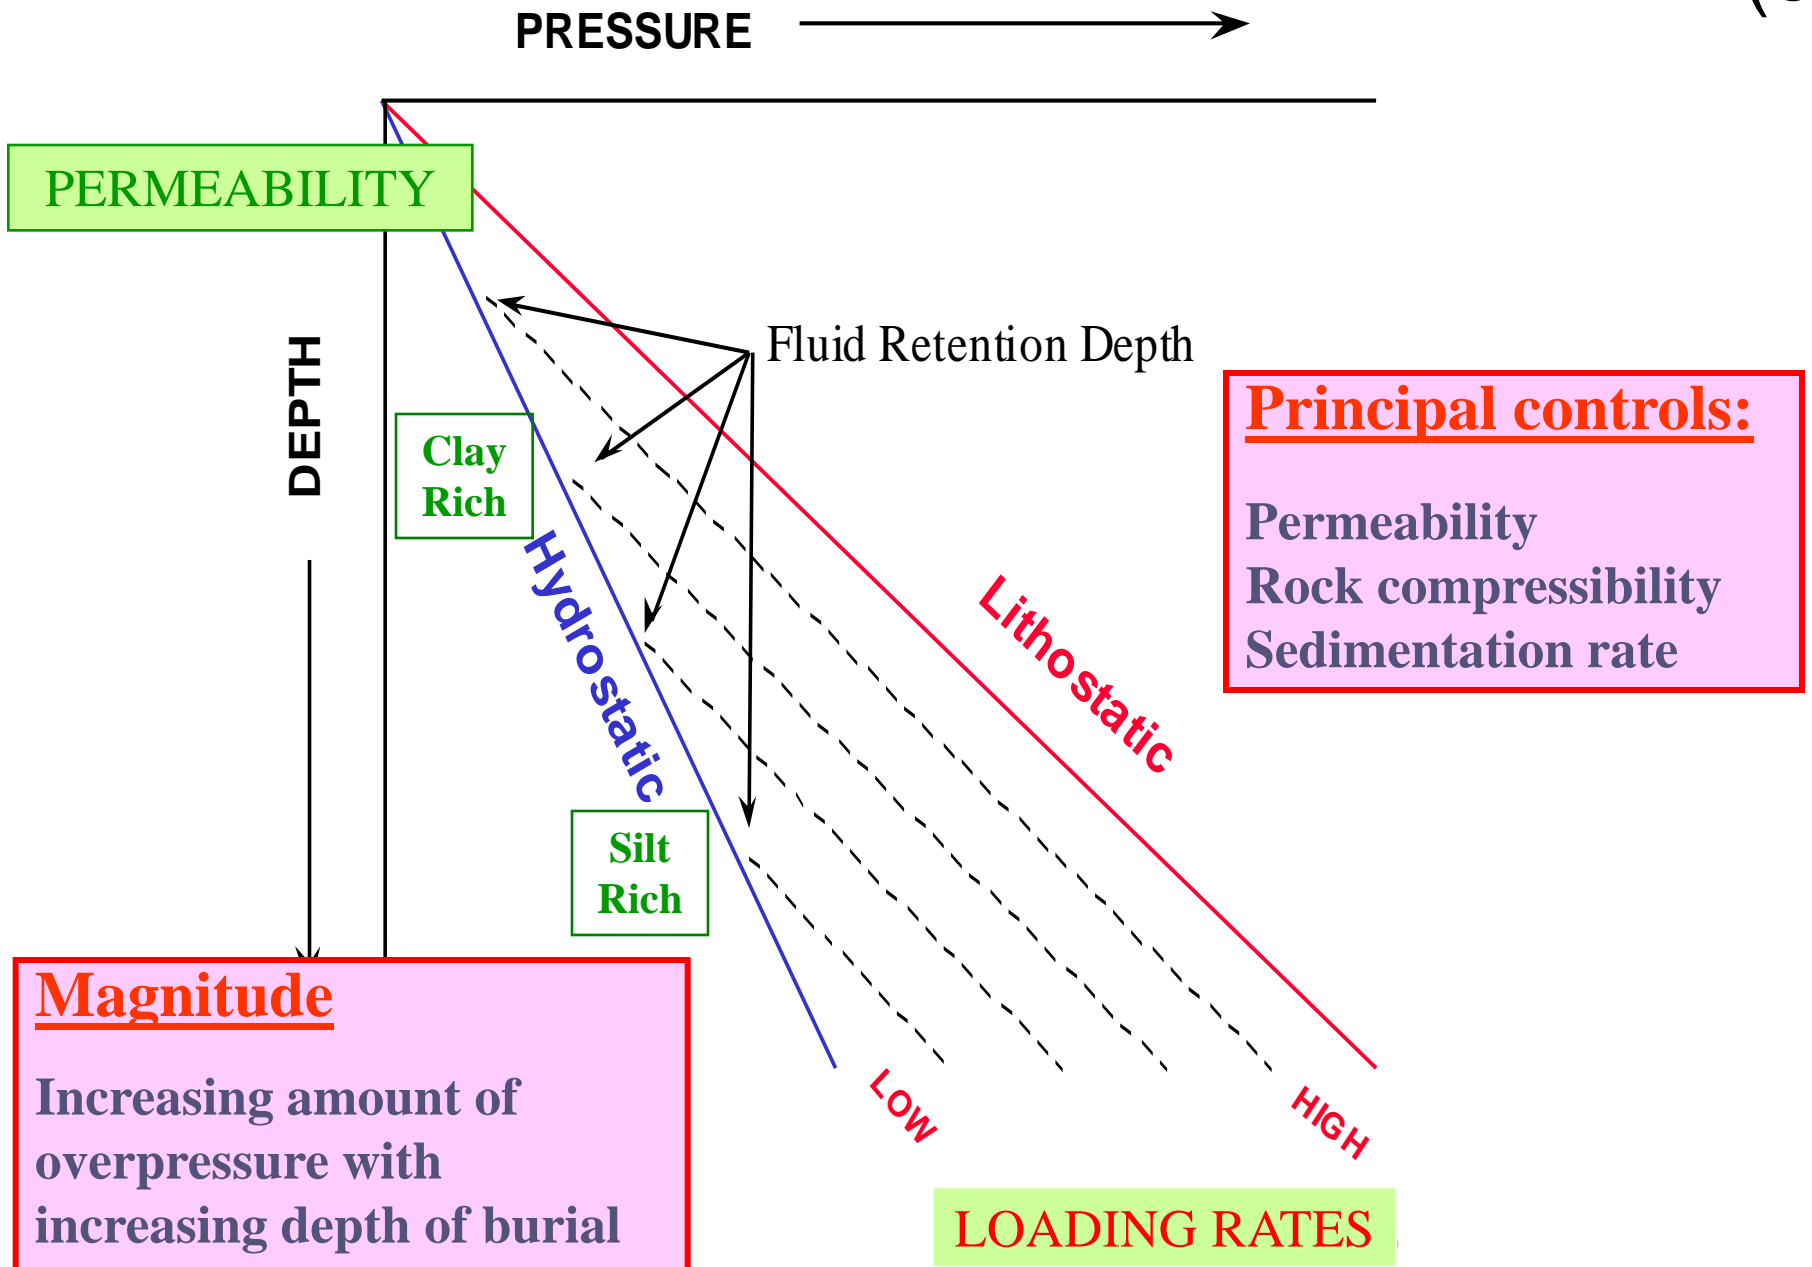 PRESSURE
PERMEABILITY
DEPTH
Fluid Retention Depth
Clay
Rich
Hydrostatic
Lithostatic
Principal controls:
Permeability
Rock compressibility
Sedimentation rate
Silt
Rich
Magnitude
Increasing amount of
overpressure with
increasing depth of burial
LOW
HIGH
LOADING RATES